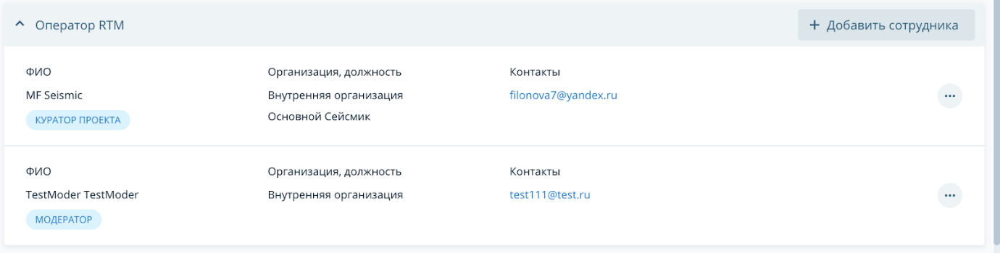 Оператор RTM
+ Добавить сотрудника
ФИО Организация, должность Контакты
MF Seismic Внутренняя организация filonova7@yandex.ru
КУРАТОР ПРОЕКТА Основной Сейсмик
ФИО Организация, должность Контакты
TestModer TestModer Внутренняя организация test111@test.ru
МОДЕРАТОР